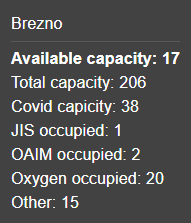 Brezno
Available capacity: 17
Total capacity: 206
Covid capicity: 38
JIS occupied: 1
OAIM occupied: 2
Oxygen occupied: 20
Other: 15